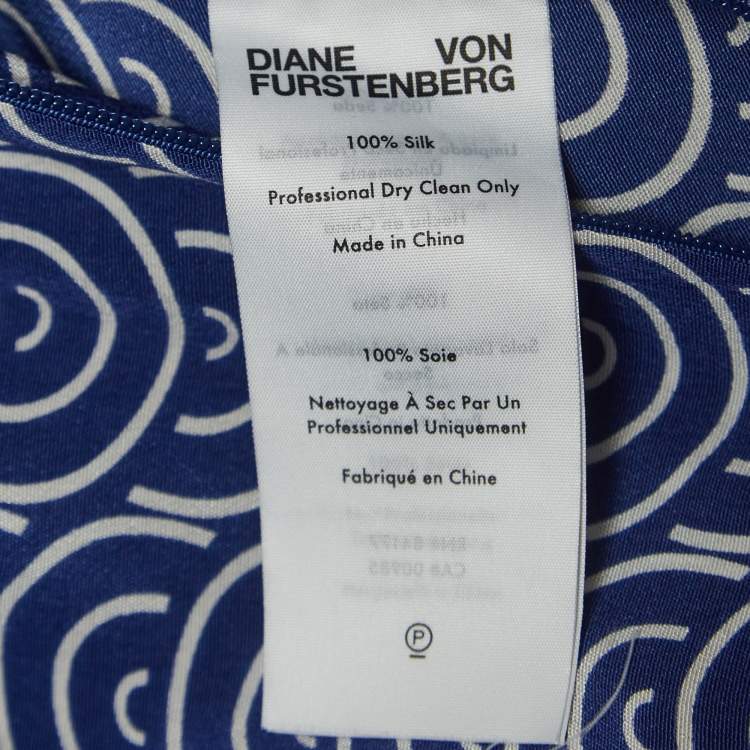 DIANE VON
FURSTENBERG
100% Silk
Professional Dry Clean Only
Made in China
100% Soie
Nettoyage À Sec Par Un
Professionnel Uniquement
Fabriqué en Chine
P